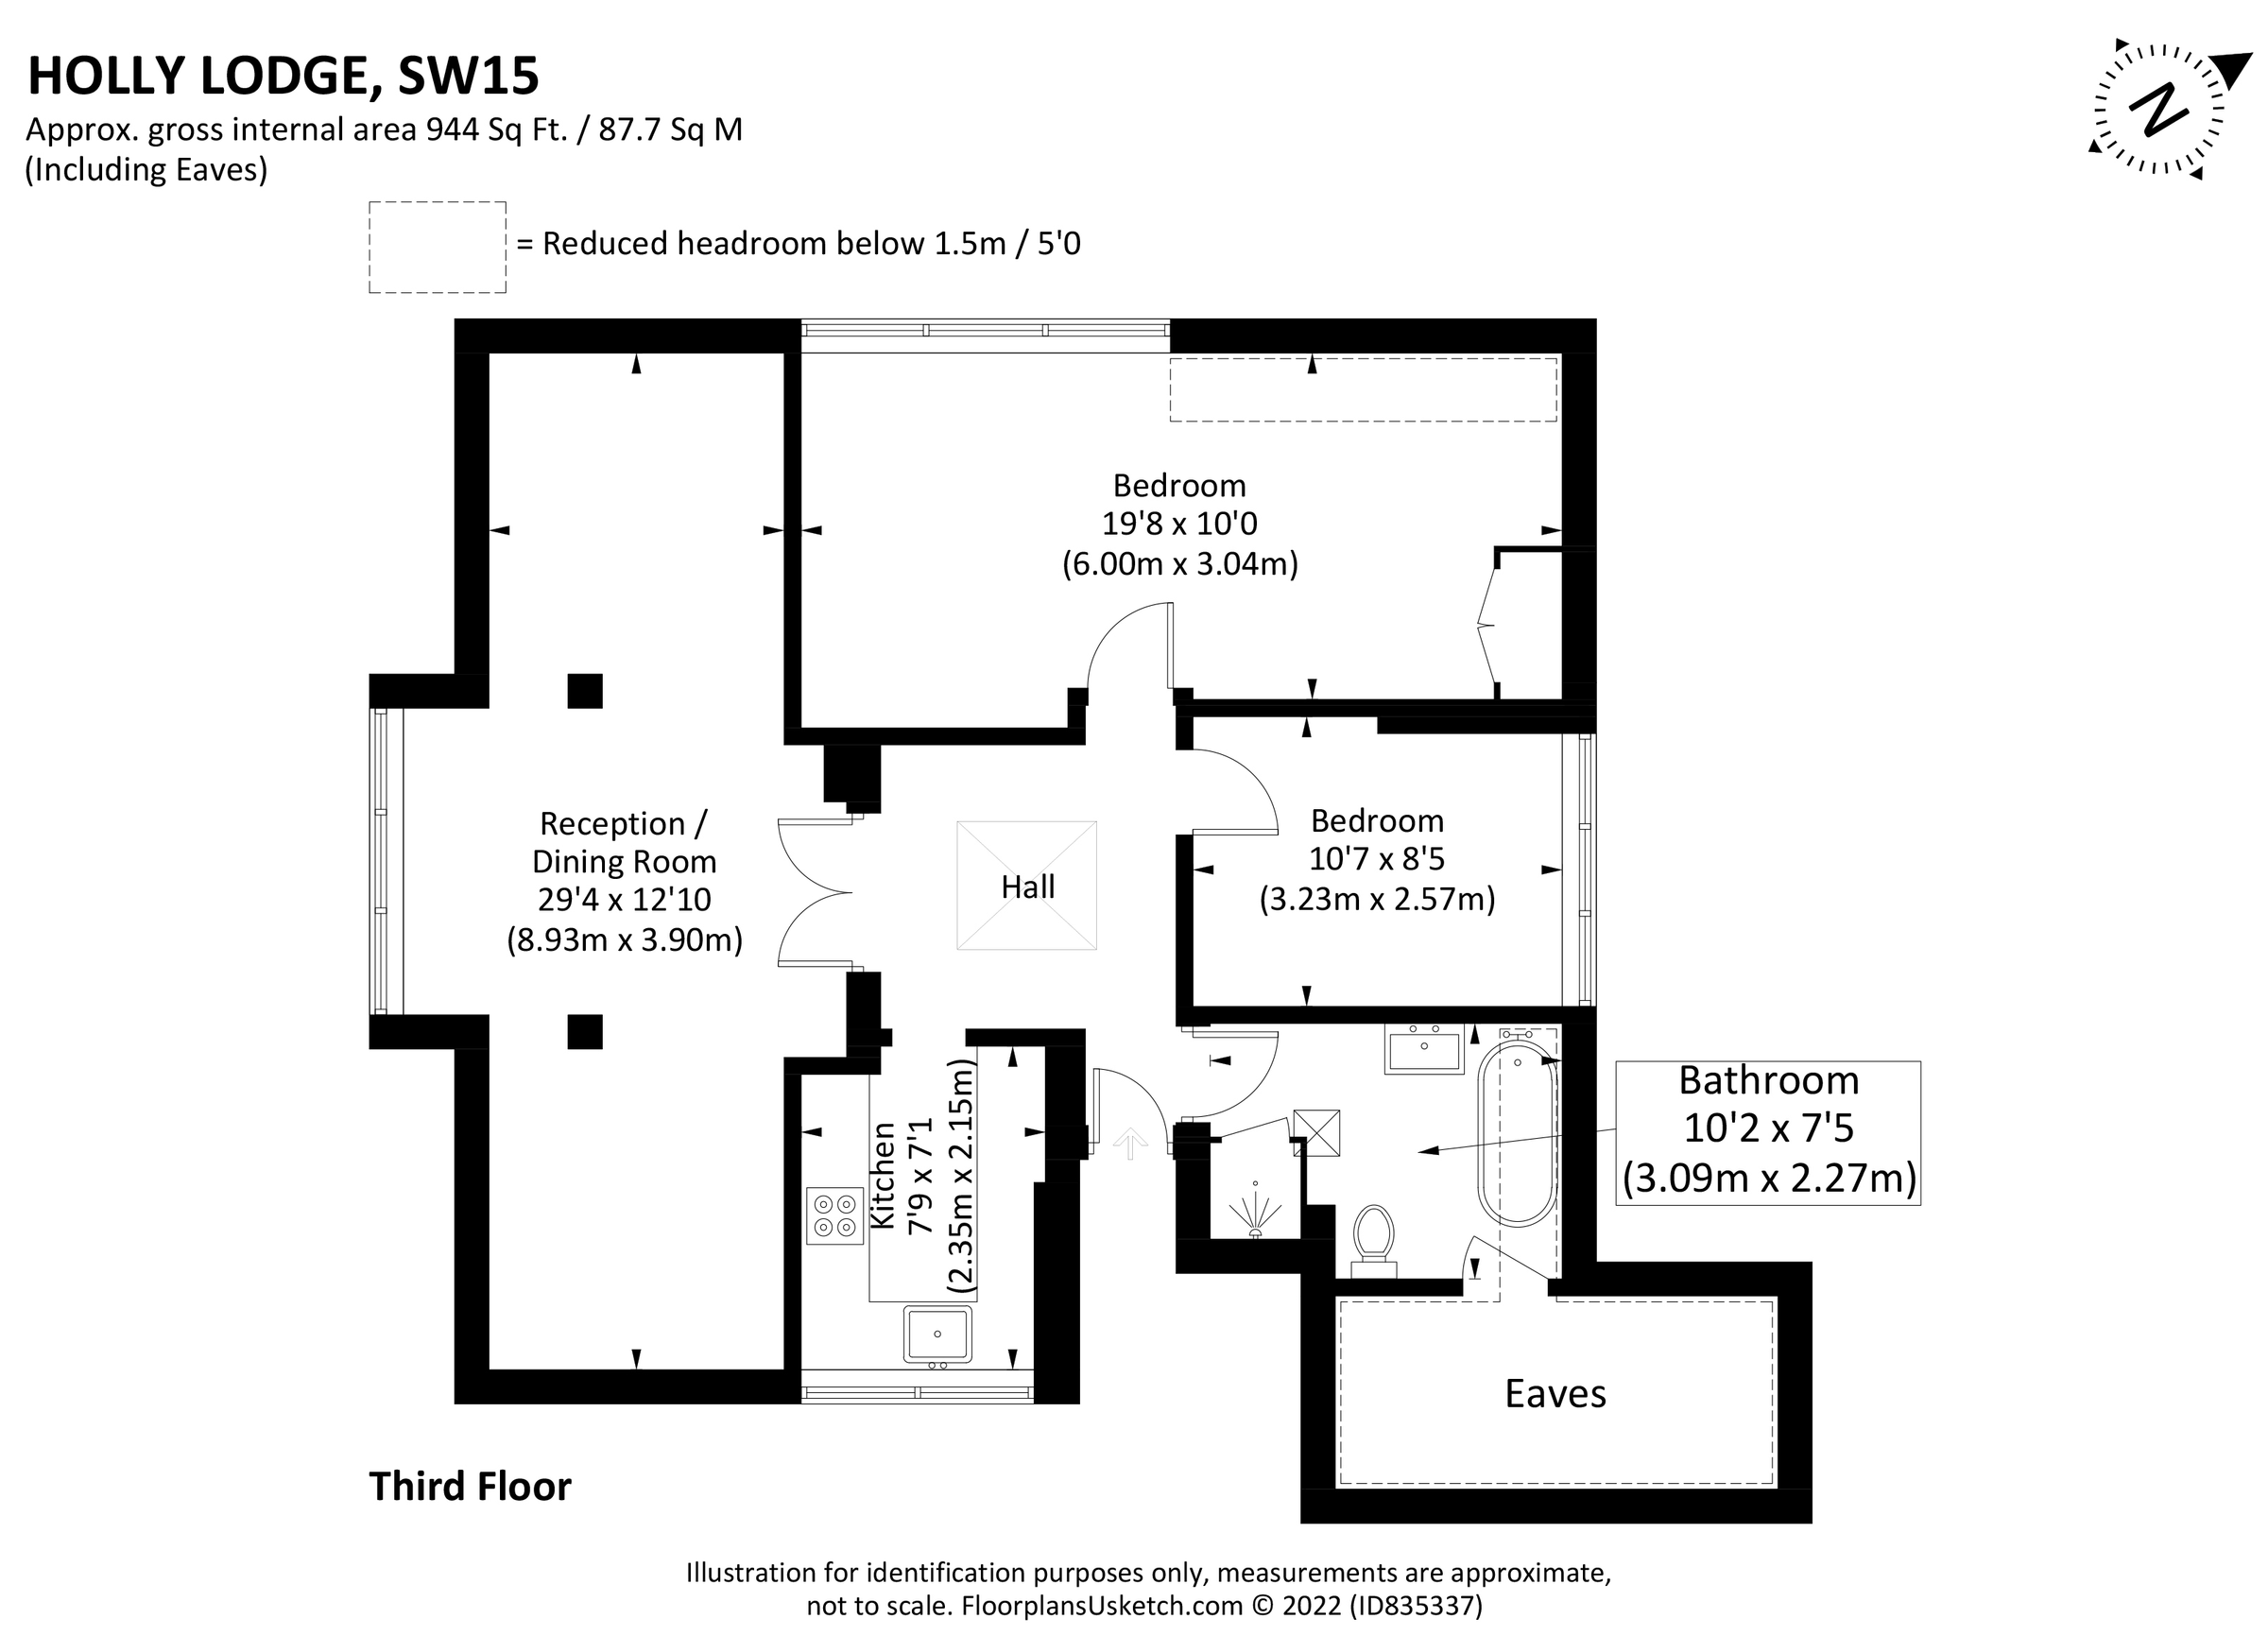 HOLLY LODGE, SW15
Approx. gross internal area 944 Sq Ft. / 87.7 Sq M
(Including Eaves)
N
= Reduced headroom below 1.5m / 5'0
Bedroom
19'8 x 10'0
(6.00m x 3.04m)
Reception /
Dining Room
29'4 x 12'10
(8.93m x 3.90m)
Hall
Bedroom
10'7 x 8'5
(3.23m x 2.57m)
Kitchen
7'9 x 7'1
(2.35m x 2.15m)
Bathroom
10'2 x 7'5
(3.09m x 2.27m)
Eaves
Third Floor
Illustration for identification purposes only, measurements are approximate,
not to scale. FloorplansUsketch.com © 2022 (ID835337)